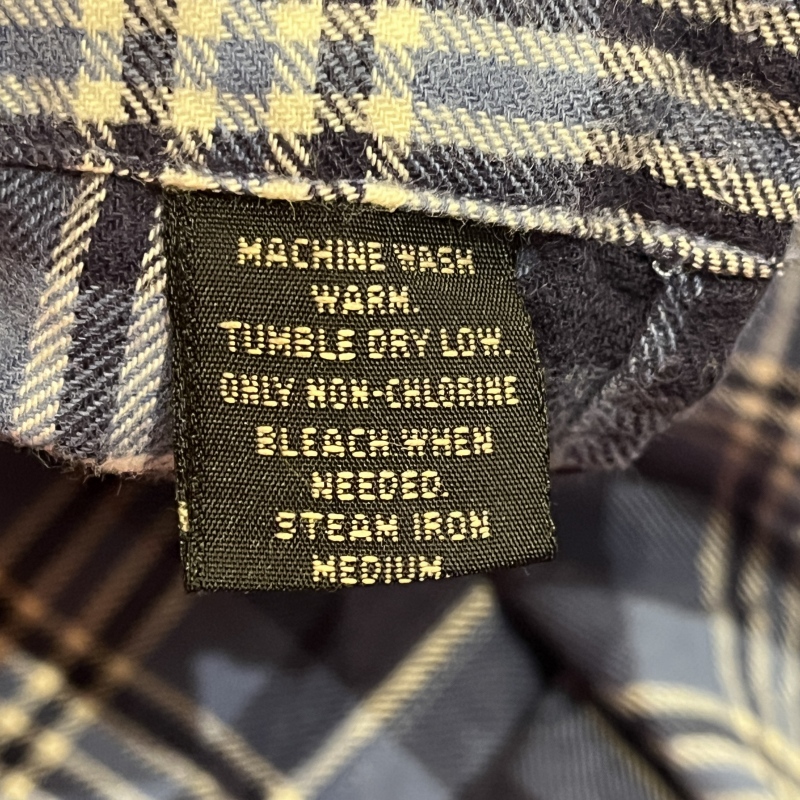 MACHINE WASH
WARM.
TUMBLE DRY LOW.
ONLY NON-CHLORINE
BLEACH WHEN
NEEDED.
STEAM IRON
MEDIUM